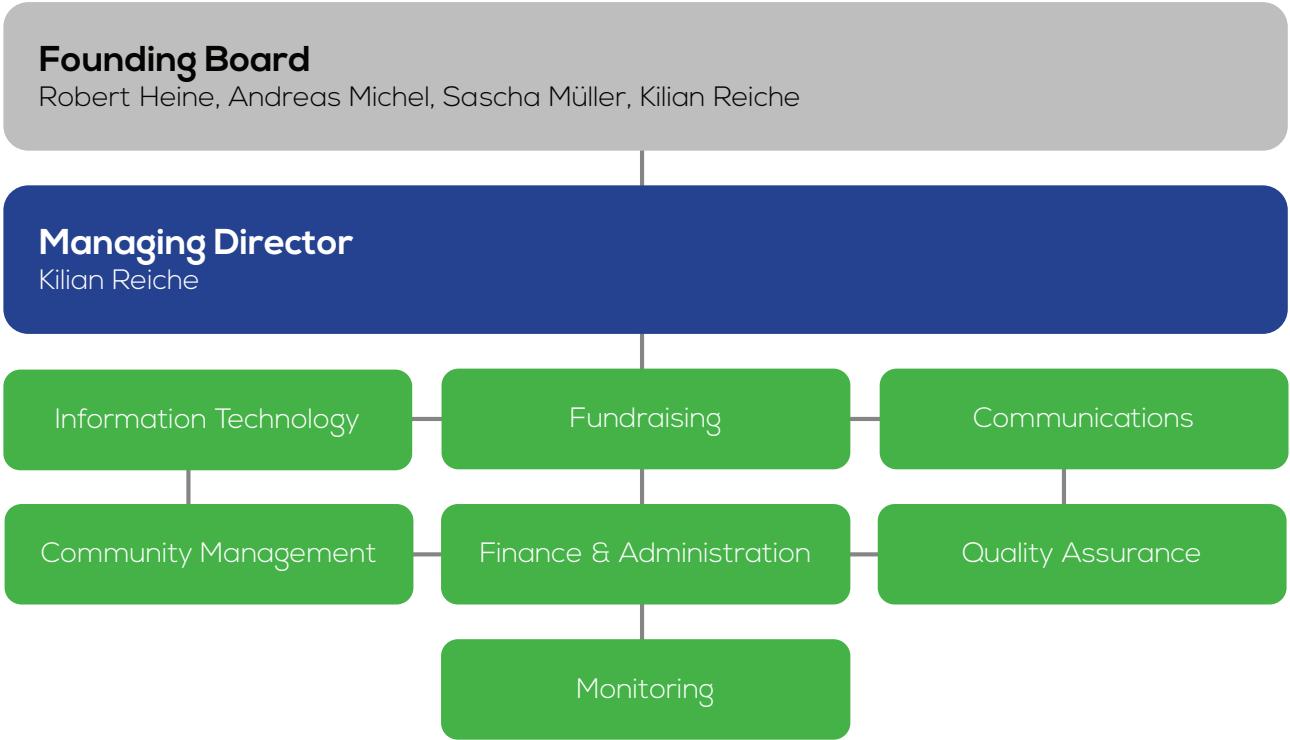 Founding Board
Robert Heine, Andreas Michel, Sascha Müller, Kilian Reiche
Managing Director
Kilian Reiche
Information Technology
Fundraising
Communications
Community Management
Finance & Administration
Quality Assurance
Monitoring